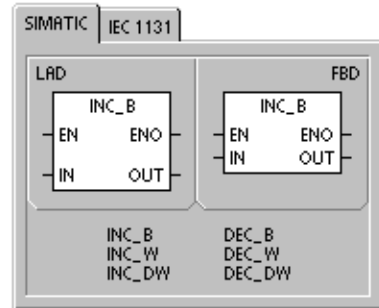 SIMATIC IEC 1131
LAD FBD
INC_B INC_B
EN ENO EN ENO
IN OUT IN OUT
INC_B DEC_B
INC_W DEC_W
INC_DW DEC_DW